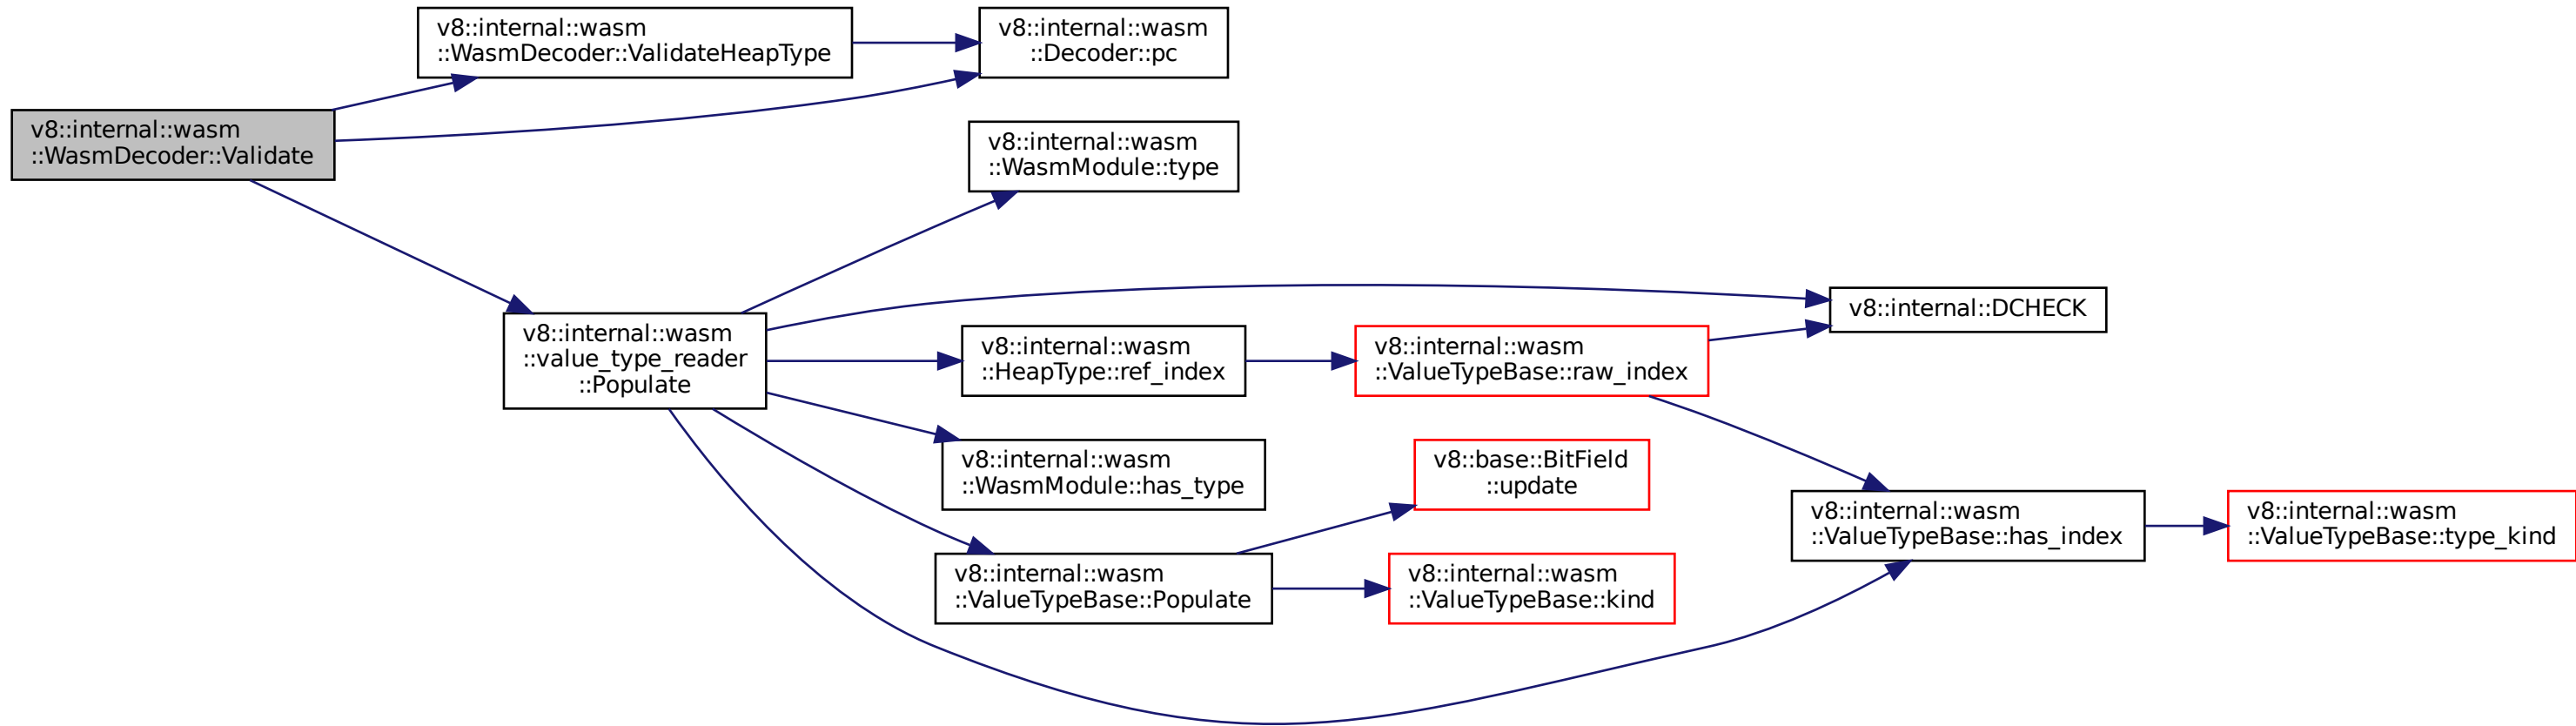 v8::internal::wasm
::WasmDecoder::Validate
v8::internal::wasm
::WasmDecoder::ValidateHeapType
v8::internal::wasm
::Decoder::pc
v8::internal::wasm
::value_type_reader
::Populate
v8::internal::wasm
::WasmModule::type
v8::internal::DCHECK
v8::internal::wasm
::HeapType::ref_index
v8::internal::wasm
::ValueTypeBase::raw_index
v8::internal::wasm
::WasmModule::has_type
v8::internal::wasm
::ValueTypeBase::Populate
v8::base::BitField
::update
v8::internal::wasm
::ValueTypeBase::kind
v8::internal::wasm
::ValueTypeBase::has_index
v8::internal::wasm
::ValueTypeBase::type_kind